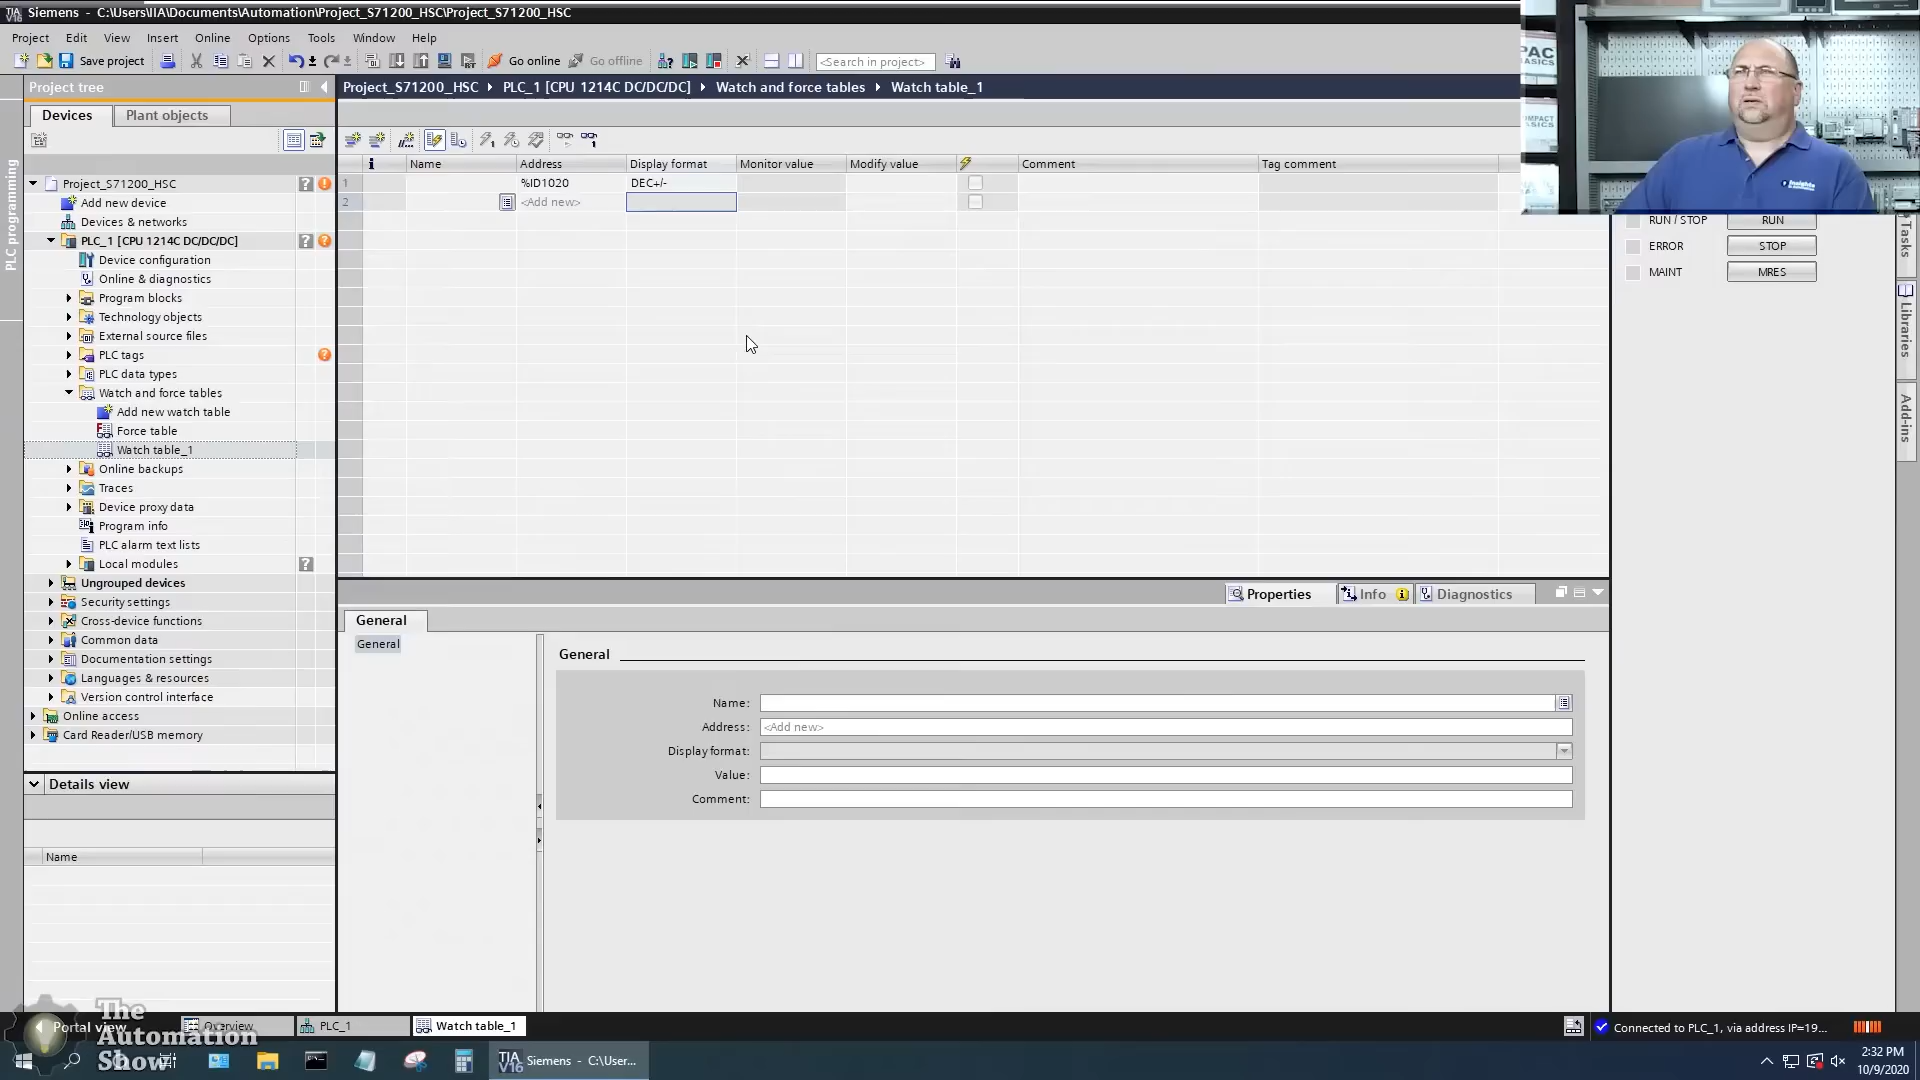 Siemens - C:\Users\IIA\Documents\Automation\Project_S71200_HSC\Project_S71200_HSC
Project Edit View Insert Online Options Tools Window Help
Save project
Go online
Go offline
<Search in project>
Project tree
Project_S71200_HSC
PLC_1 [CPU 1214C DC/DC/DC]
Watch and force tables
Watch table_1
Devices
Plant objects
PLC programming
i Name Address Display format Monitor value Modify value Comment Tag comment
1 %ID1020 DEC+/-
2 <Add new>
Project_S71200_HSC
Add new device
Devices & networks
PLC_1 [CPU 1214C DC/DC/DC]
Device configuration
Online & diagnostics
Program blocks
Technology objects
External source files
PLC tags
PLC data types
Watch and force tables
Add new watch table
Force table
Watch table_1
Online backups
Traces
Device proxy data
Program info
PLC alarm text lists
Local modules
Ungrouped devices
Security settings
Cross-device functions
Common data
Documentation settings
Languages & resources
Version control interface
Online access
Card Reader/USB memory
Details view
Name
RUN / STOP RUN
ERROR STOP
MAINT MRES
Tasks
Libraries
Add-ins
Properties
Info
Diagnostics
General
General
General
Name:
Address: <Add new>
Display format:
Value:
Comment:
Portal view
Overview
PLC_1
Watch table_1
Connected to PLC_1, via address IP=19...
The
Automation
Show
TIA
V16
Siemens - C:\User...
2:32 PM
10/9/2020